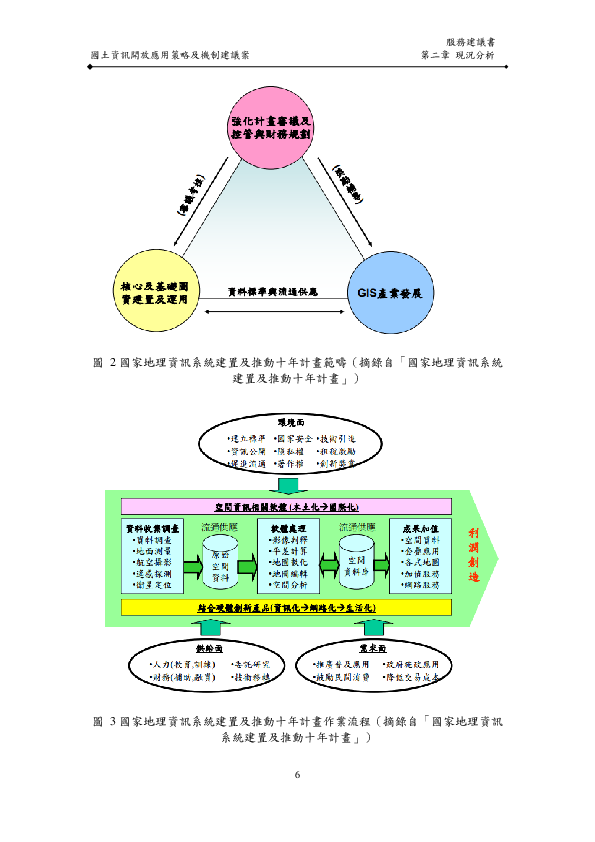 服務建議書
國土資訊開放應用策略及機制建議案 第二章 現況分析
強化計畫審議及
控管與財務規劃
核心及基礎圖
資建置及運用
資料標準與流通供應
GIS產業發展
圖 2 國家地理資訊系統建置及推動十年計畫範疇（摘錄自「國家地理資訊系統
建置及推動十年計畫」）
環境面
•建立標準 •國家安全 •技術引進
•資訊公開 •隱私權 •租稅獎勵
•促進流通 •著作權 •創新獎賞
空間資訊相關軟體(本土化→國際化)
資料收集調查
•資料調查
•地面測量
•航空攝影
•遙感探測
•衛星定位
流通供應
原始
空間
資料
軟體處理
•影像判釋
•平差計算
•地圖數化
•地圖編輯
•空間分析
流通供應
空間
資料庫
成果加值
•空間資料
•公眾應用
•各式地圖
•加值服務
•網路服務
利
潤
創
造
結合硬體創新產品(資訊化→網路化→生活化)
供給面
•人力(教育,訓練) •委託研究
•財務(補助,融資) •技術移轉
需求面
•推廣普及應用 •政府施政應用
•鼓勵民間消費 •降低交易成本
圖 3 國家地理資訊系統建置及推動十年計畫作業流程（摘錄自「國家地理資訊
系統建置及推動十年計畫」）
6